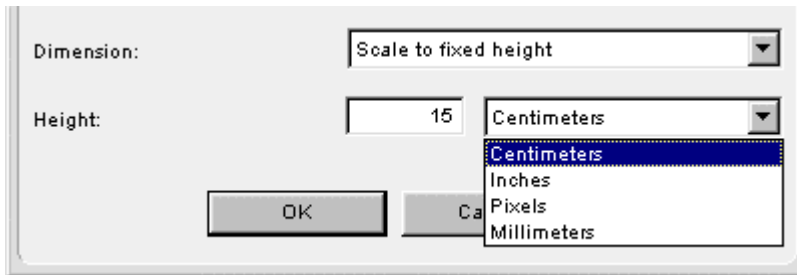 Dimension: Scale to fixed height
Height: 15 Centimeters
Centimeters
Inches
Pixels
Millimeters
OK